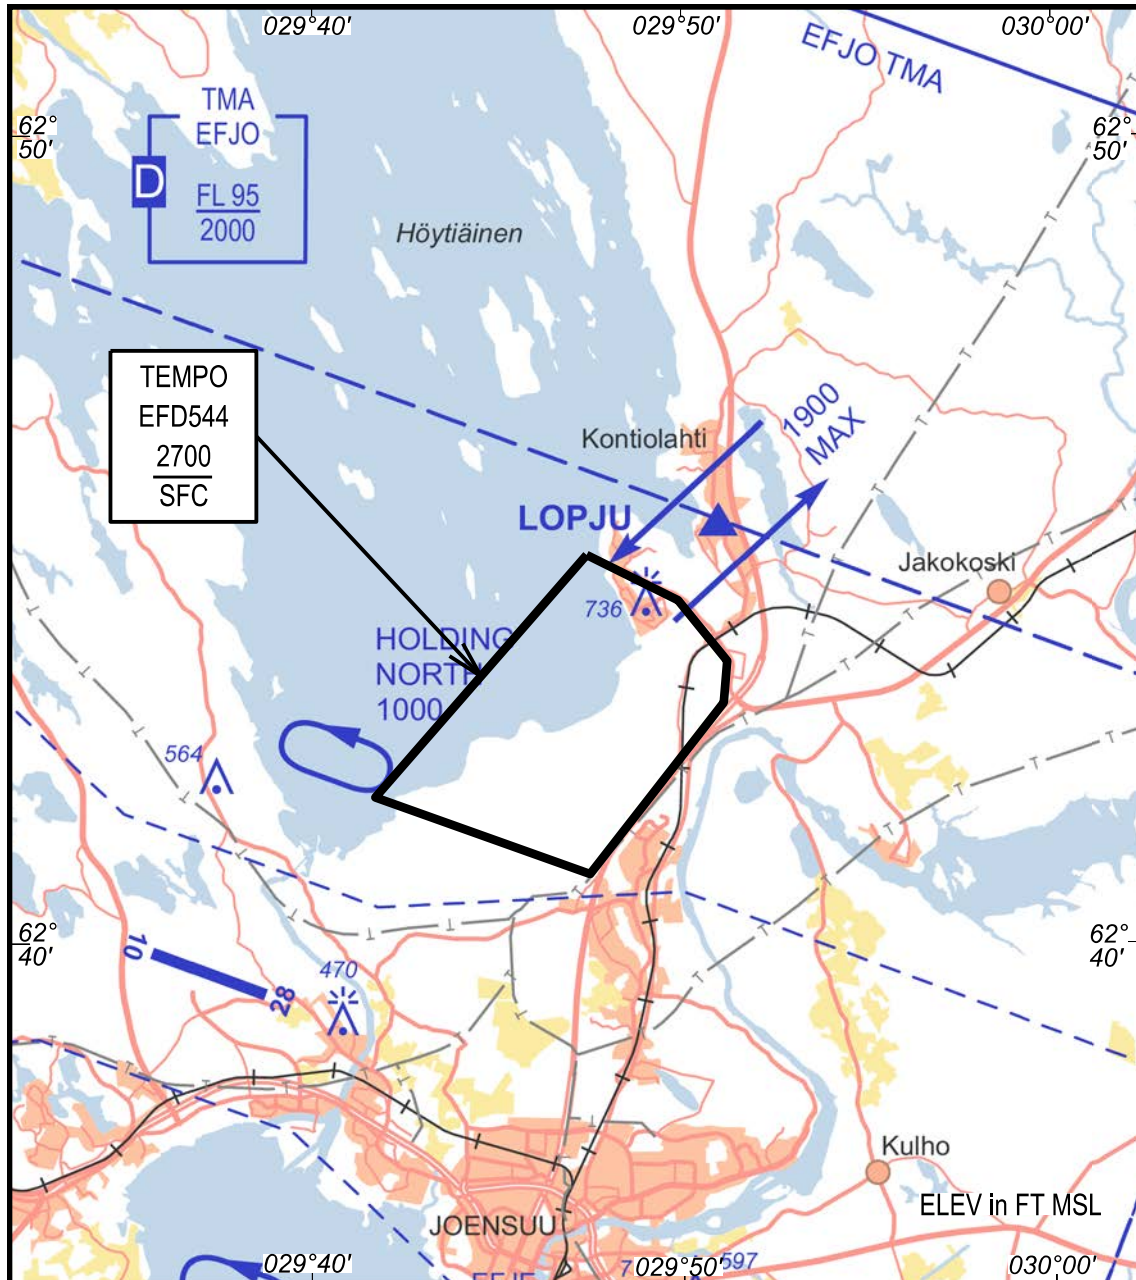 029°40'
029°50'
030°00'
EFJO TMA
62°
50'
TMA
EFJO
D
FL 95
2000
62°
50'
Höytiäinen
TEMPO
EFD544
2700
SFC
1900
MAX
Kontiolahti
LOPJU
Jakokoski
736
HOLDING
NORTH
1000
564
62°
40'
62°
40'
10
28
470
Kulho
ELEV in FT MSL
JOENSUU
029°40'
029°50'
597
030°00'